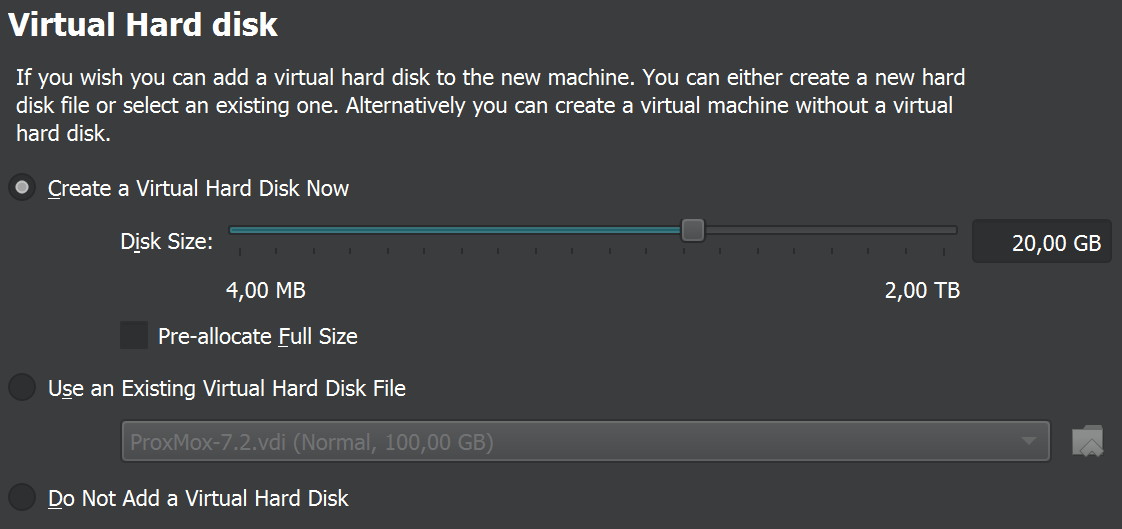 Virtual Hard disk
If you wish you can add a virtual hard disk to the new machine. You can either create a new hard
disk file or select an existing one. Alternatively you can create a virtual machine without a virtual
hard disk.
Create a Virtual Hard Disk Now
Disk Size:
20,00 GB
4,00 MB
2,00 TB
Pre-allocate Full Size
Use an Existing Virtual Hard Disk File
ProxMox-7.2.vdi (Normal, 100,00 GB)
Do Not Add a Virtual Hard Disk